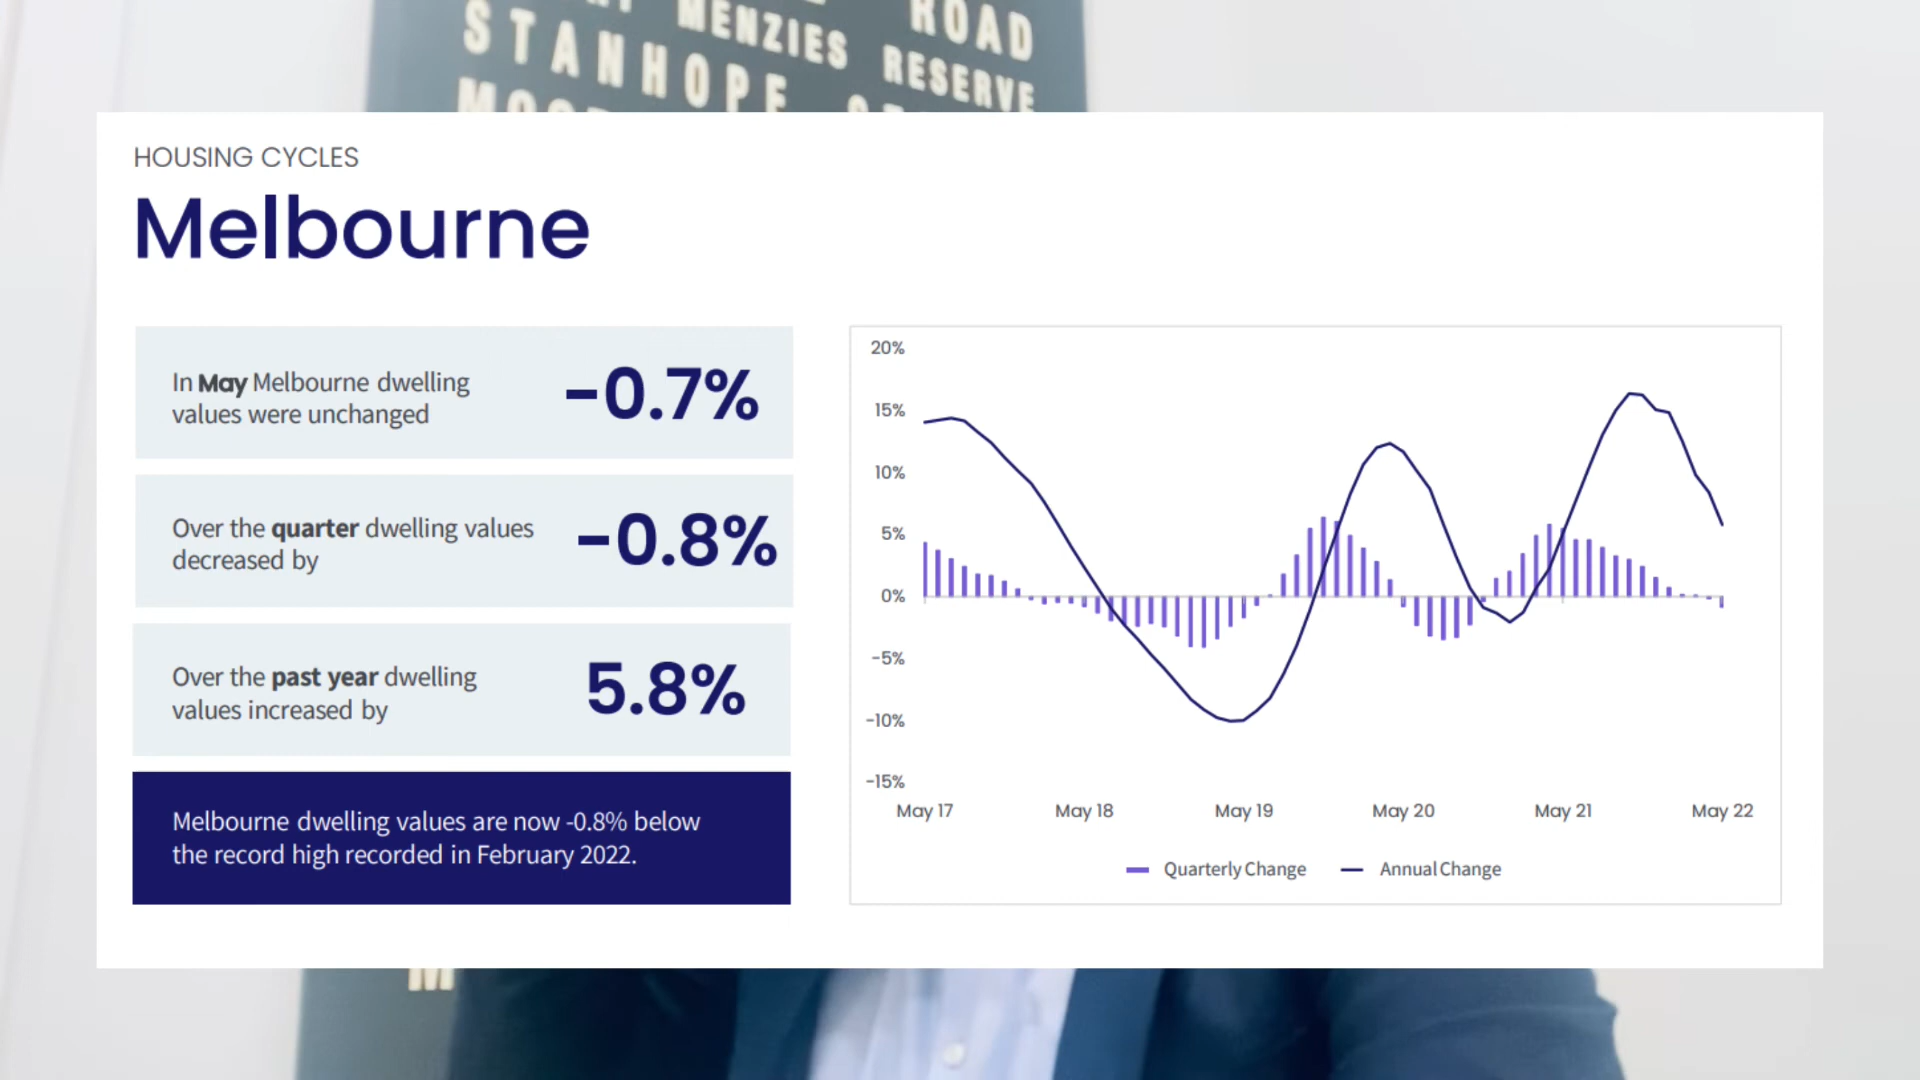 ROAD
MENZIES RESERVE
STANHOPE
HOUSING CYCLES
Melbourne
In May Melbourne dwelling
values were unchanged
-0.7%
Over the quarter dwelling values
decreased by
-0.8%
Over the past year dwelling
values increased by
5.8%
Melbourne dwelling values are now -0.8% below
the record high recorded in February 2022.
20%
15%
10%
5%
0%
-5%
-10%
-15%
May 17 May 18 May 19 May 20 May 21 May 22
Quarterly Change Annual Change
M